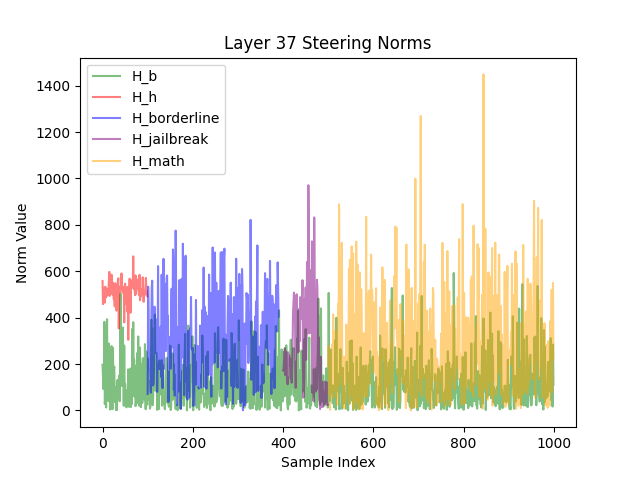 Layer 37 Steering Norms
H_b
H_h
H_borderline
H_jailbreak
H_math
Norm Value
1400
1200
1000
800
600
400
200
0
0 200 400 600 800 1000
Sample Index